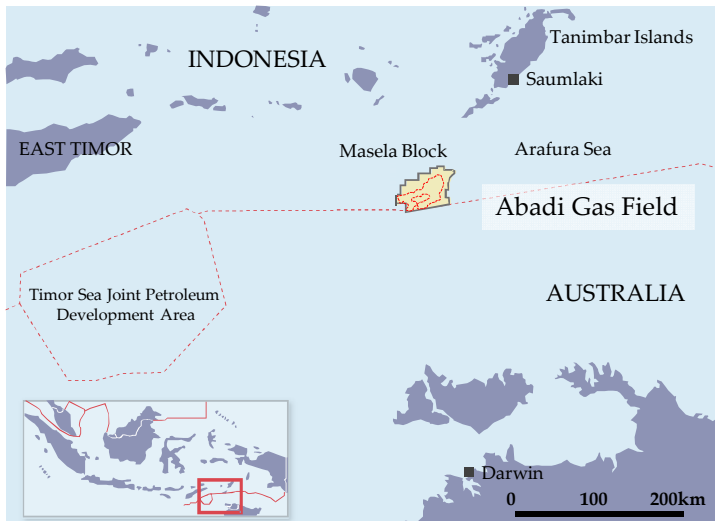 Tanimbar Islands
INDONESIA
Saumlaki
EAST TIMOR
Masela Block
Arafura Sea
Abadi Gas Field
Timor Sea Joint Petroleum
Development Area
AUSTRALIA
Darwin
0 100 200km